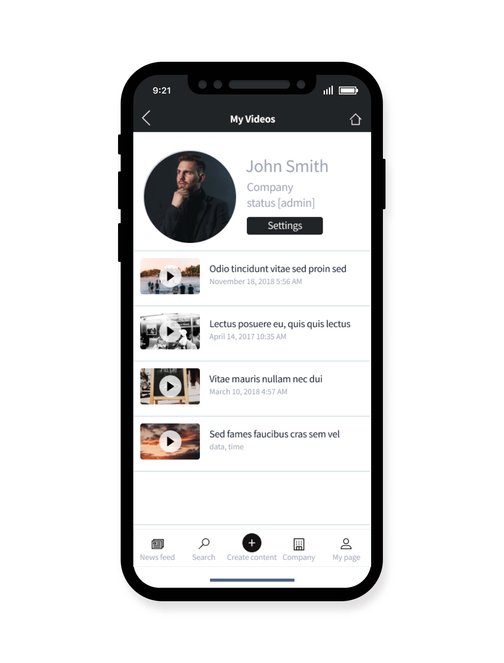 9:21
My Videos
John Smith
Company
status [admin]
Settings
Odio tincidunt vitae sed proin sed
November 18, 2018 5:56 AM
Lectus posuere eu, quis quis lectus
April 14, 2017 10:35 AM
Vitae mauris nullam nec dui
March 10, 2018 4:57 AM
Sed fames faucibus cras sem vel
data, time
News feed Search Create content Company My page